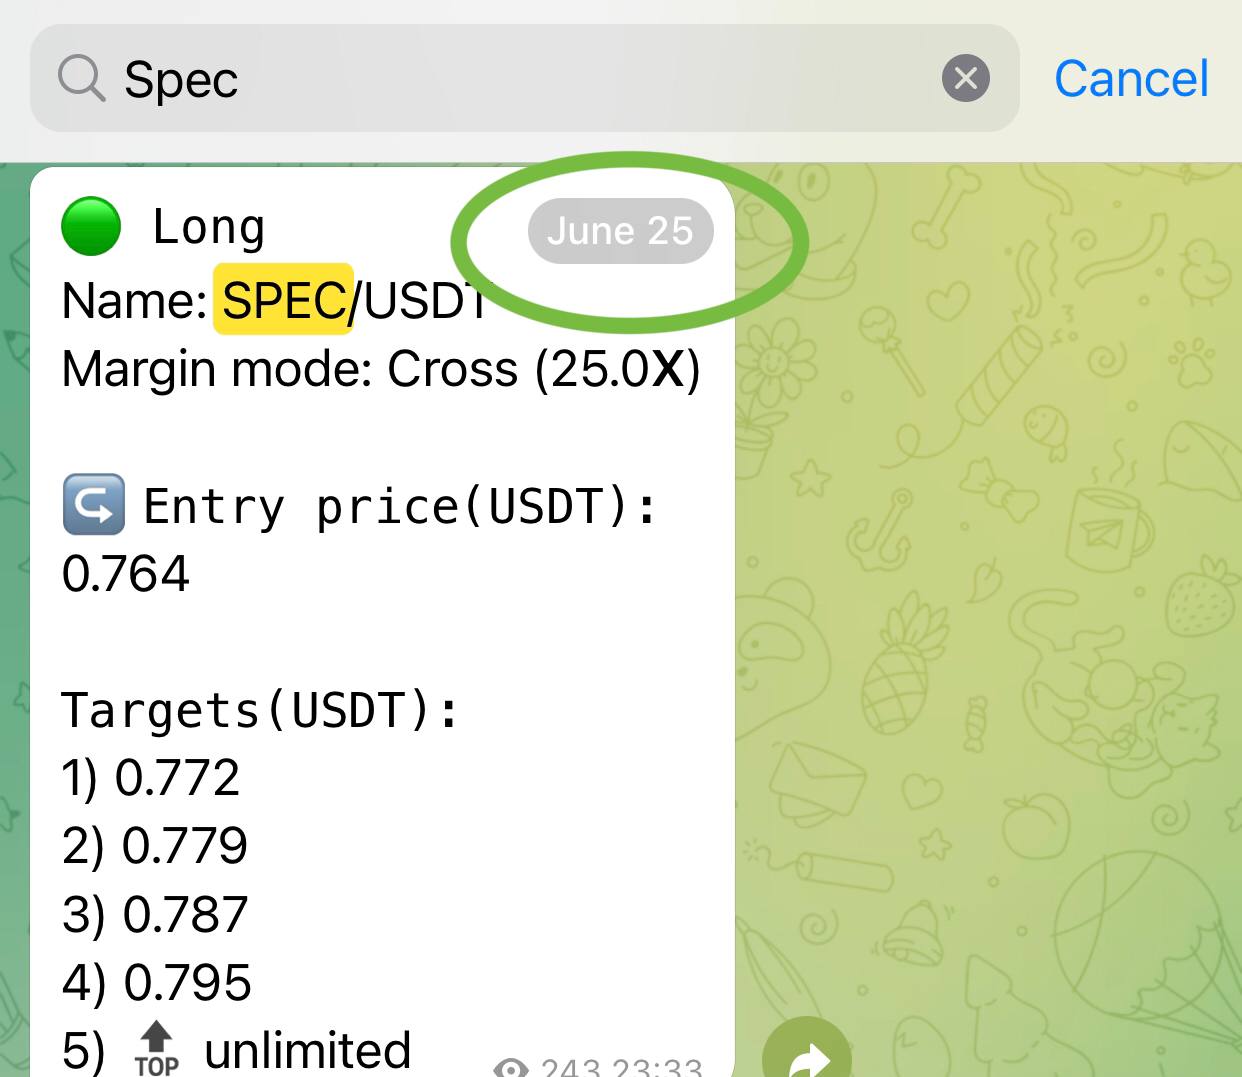 Spec
Cancel
Long
June 25
Name: SPEC/USDT
Margin mode: Cross (25.0X)
Entry price(USDT):
0.764
Targets(USDT):
1) 0.772
2) 0.779
3) 0.787
4) 0.795
5) TOP unlimited
243 23:33